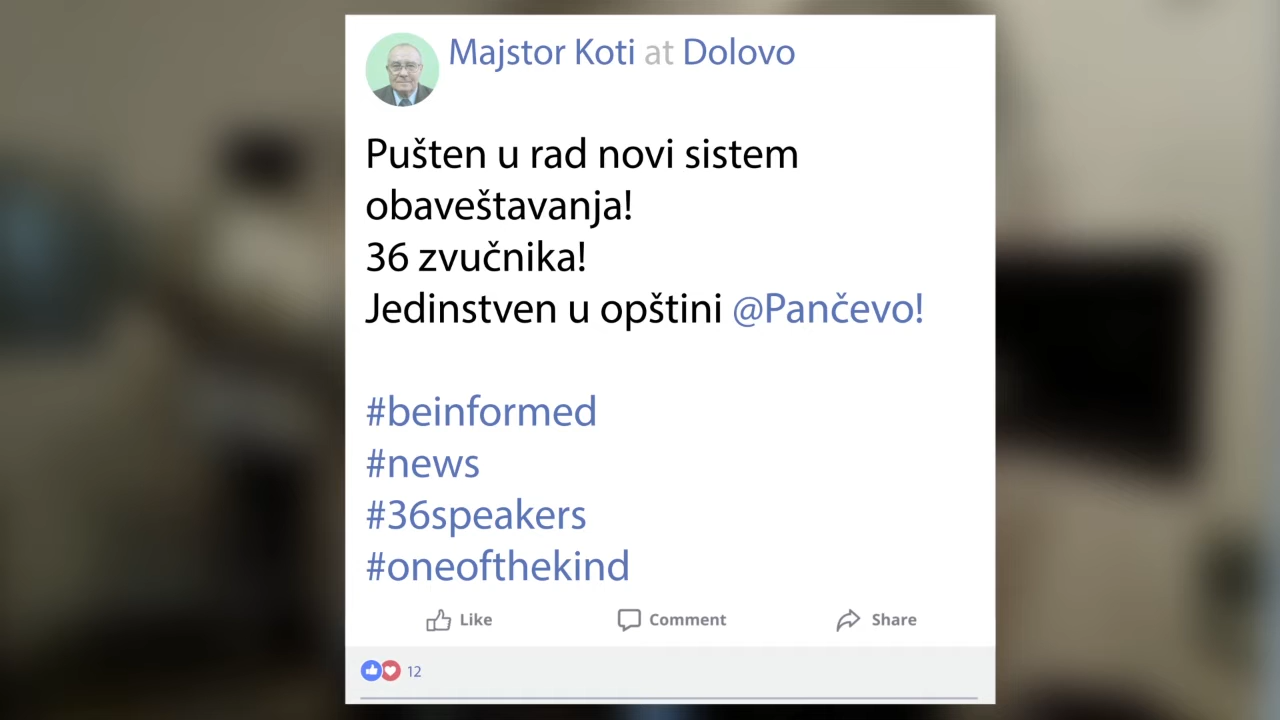 Majstor Koti at Dolovo
Pušten u rad novi sistem
obaveštavanja!
36 zvučnika!
Jedinstven u opštini @Pančevo!
#beinformed
#news
#36speakers
#oneofthekind
Like Comment Share
12